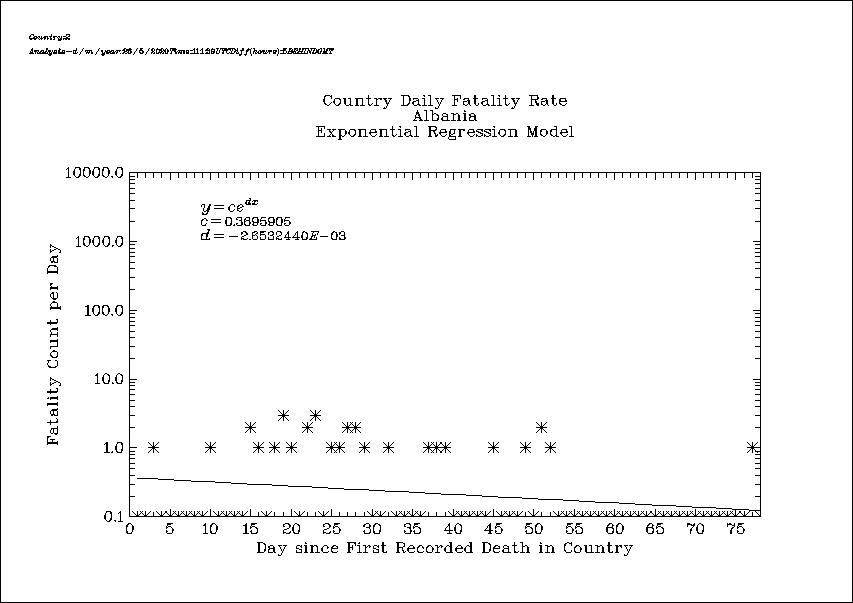 Country:2
Country Daily Fatality Rate
Albania
Exponential Regression Model
10000.0
y=ce^dx
c=0.3695905
1000.0
d=-2.6532440E-03
Fatality Count per Day
100.0
10.0
1.0
0.1
0 5 10 15 20 25 30 35 40 45 50 55 60 65 70 75
Day since First Recorded Death in Country